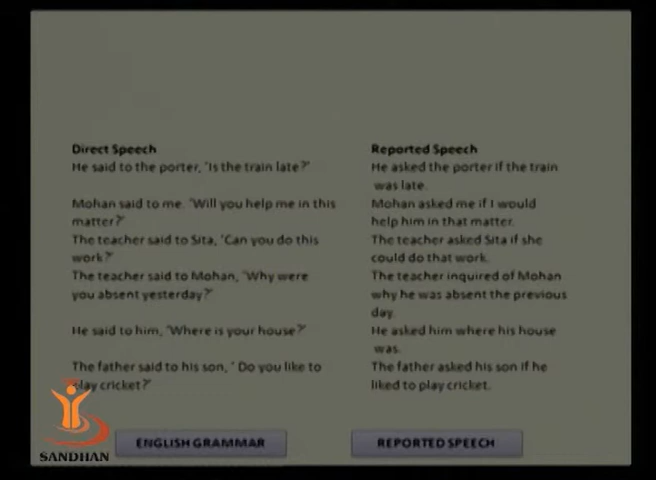 Direct Speech
He said to the porter, 'Is the train late?'
Mohan said to me. 'Will you help me in this
matter?'
The teacher said to Sita, 'Can you do this
work?'
The teacher said to Mohan, 'Why were
you absent yesterday?'
He said to him, 'Where is your house?'
The father said to his son, ' Do you like to
play cricket?'
Reported Speech
He asked the porter if the train
was late.
Mohan asked me if I would
help him in that matter.
The teacher asked Sita if she
could do that work.
The teacher inquired of Mohan
why he was absent the previous
day.
He asked him where his house
was.
The father asked his son if he
liked to play cricket.
SANDHAN
ENGLISH GRAMMAR
REPORTED SPEECH